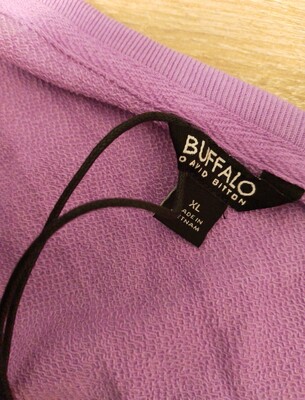 BUFFALO
DAVID BITTON
XL
MADE IN
VIETNAM